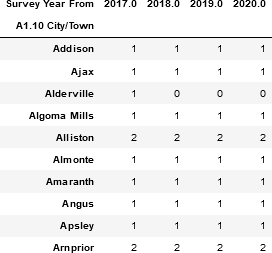 Survey Year From 2017.0 2018.0 2019.0 2020.0
A1.10 City/Town
Addison 1 1 1 1
Ajax 1 1 1 1
Alderville 1 0 0 0
Algoma Mills 1 1 1 1
Alliston 2 2 2 2
Almonte 1 1 1 1
Amaranth 1 1 1 1
Angus 1 1 1 1
Apsley 1 1 1 1
Arnprior 2 2 2 2